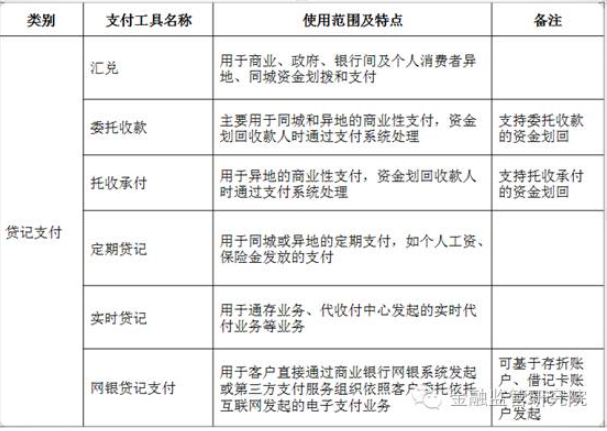 类别 支付工具名称 使用范围及特点 备注
贷记支付
汇兑
用于商业、政府、银行间及个人消费者异
地、同城资金划拨和支付
委托收款
主要用于同城和异地的商业性支付，资金
划回收款人时通过支付系统处理
支持委托收款
的资金划回
托收承付
用于异地的商业性支付，资金划回收款人
时通过支付系统处理
支持托收承付
的资金划回
定期贷记
用于同城或异地的定期支付，如个人工资、
保险金发放的支付
实时贷记
用于通存业务、代收付中心发起的实时代
付业务等业务
网银贷记支付
用于客户直接通过商业银行网银系统发起
或第三方支付服务组织依照客户委托依托
互联网发起的电子支付业务
可基于存折账
户、借记卡账
户发起
金融监管研究院